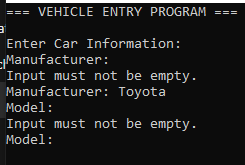 === VEHICLE ENTRY PROGRAM ===
Enter Car Information:
Manufacturer:
Input must not be empty.
Manufacturer: Toyota
Model:
Input must not be empty.
Model: